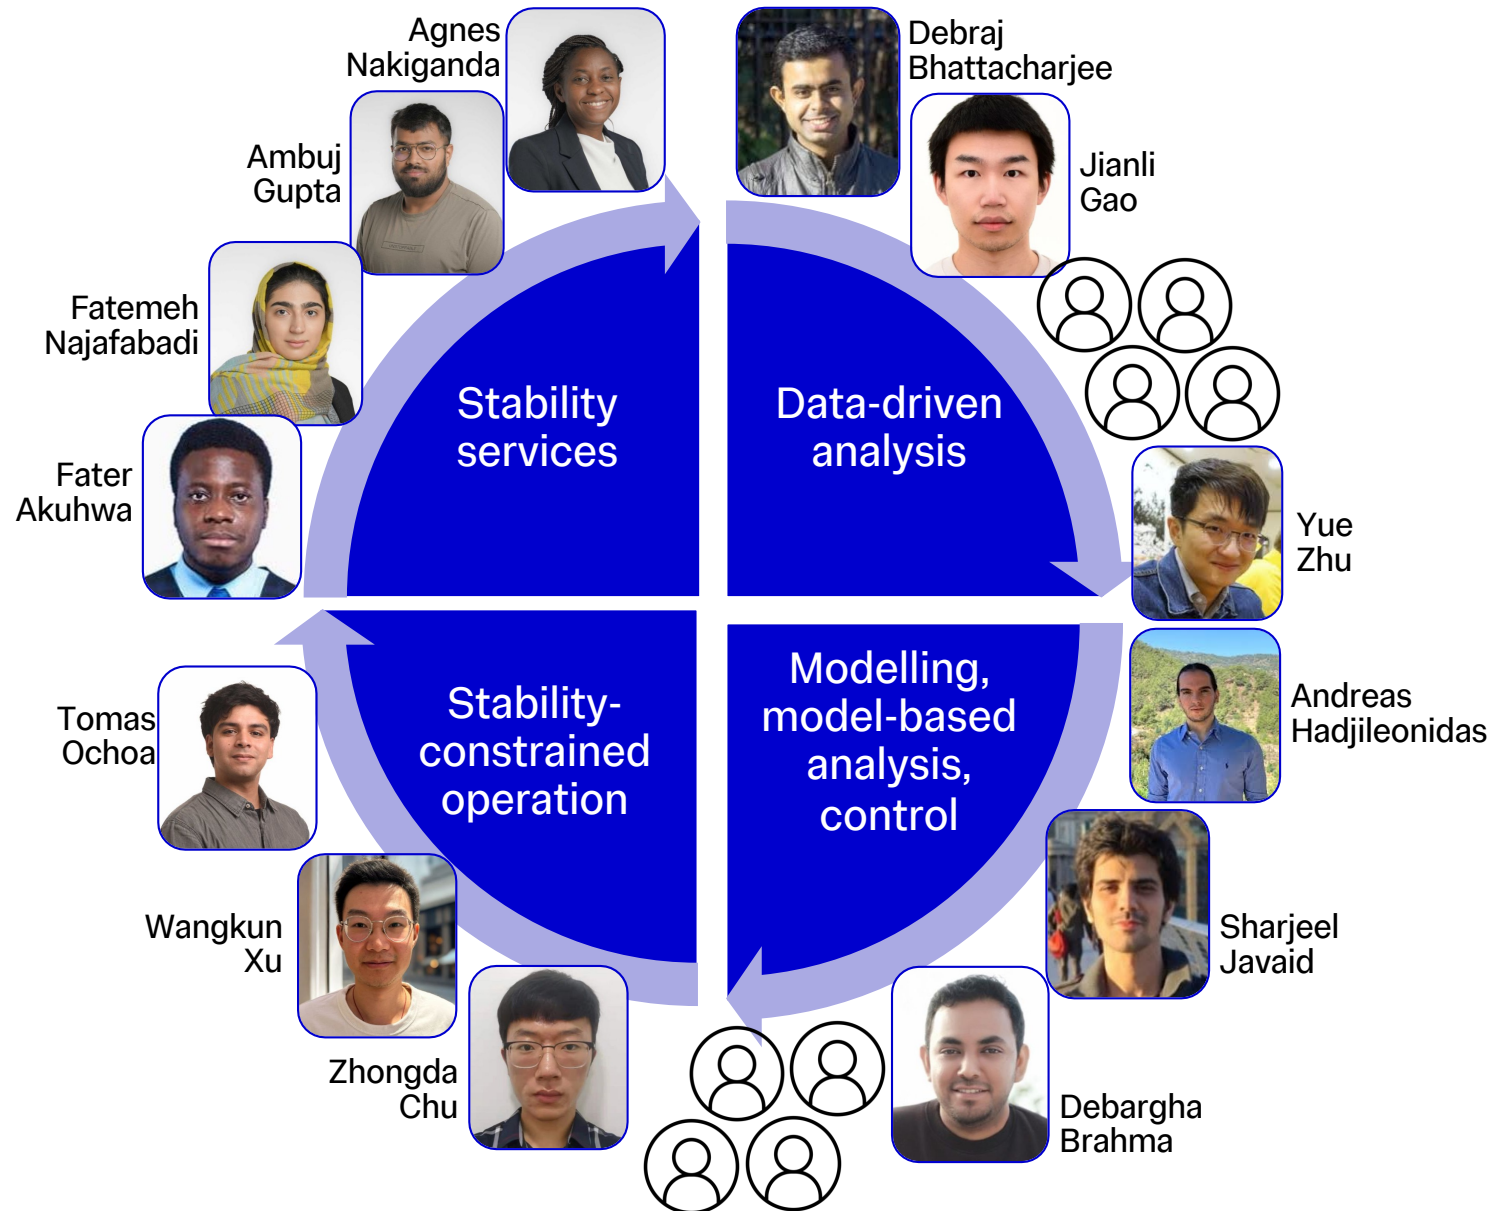 Agnes
Nakiganda
Debraj
Bhattacharjee
Ambuj
Gupta
Jianli
Gao
Fatemeh
Najafabadi
Stability
services
Data-driven
analysis
Fater
Akuhwa
Yue
Zhu
Modelling,
model-based
analysis,
control
Stability-
constrained
operation
Tomas
Ochoa
Andreas
Hadjileonidas
Wangkun
Xu
Sharjeel
Javaid
Zhongda
Chu
Debargha
Brahma